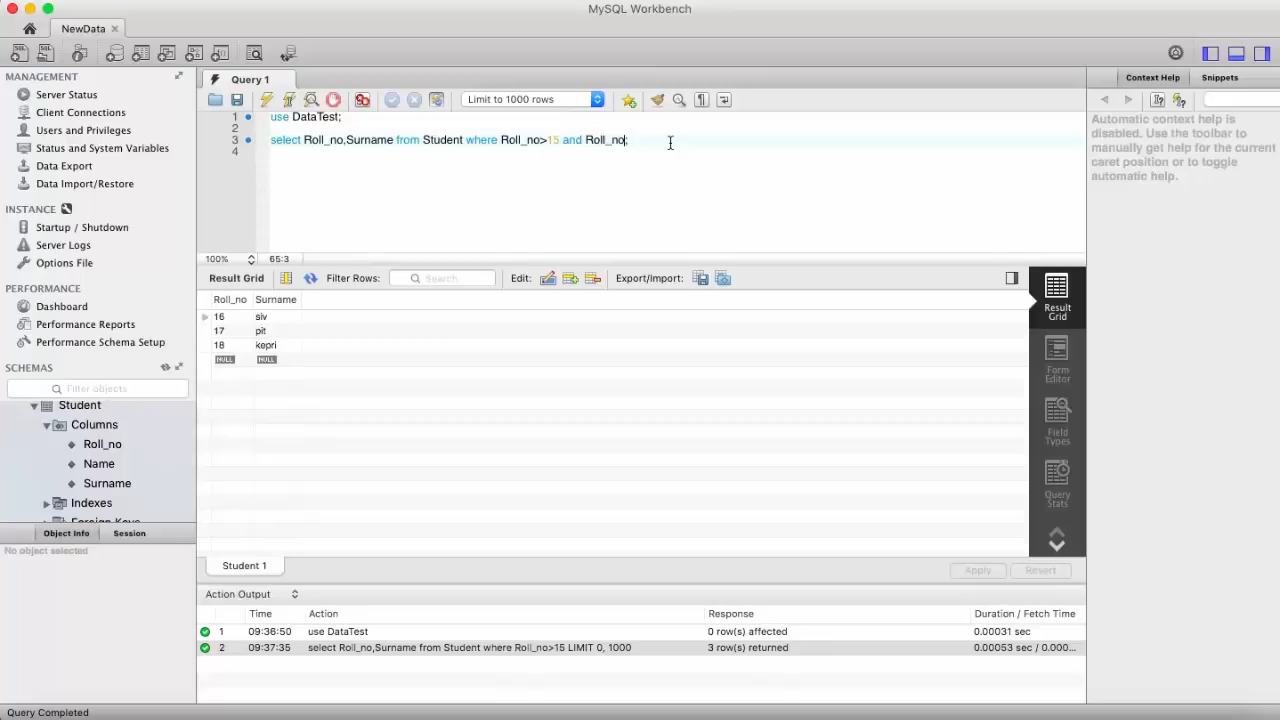 MySQL Workbench
NewData
MANAGEMENT
Server Status
Client Connections
Users and Privileges
Status and System Variables
Data Export
Data Import/Restore
INSTANCE
Startup / Shutdown
Server Logs
Options File
PERFORMANCE
Dashboard
Performance Reports
Performance Schema Setup
SCHEMAS
Filter objects
Student
Columns
Roll_no
Name
Surname
Indexes
Foreign Keys
Object Info Session
No object selected
Query 1
Limit to 1000 rows
1 use DataTest;
2
3 select Roll_no,Surname from Student where Roll_no>15 and Roll_no;
4
100% 65:3
Result Grid Filter Rows: Search Edit: Export/Import:
Roll_no Surname
16 siv
17 pit
18 kepri
NULL NULL
Result Grid
Form Editor
Field Types
Query Stats
Student 1
Apply Revert
Action Output
Time Action Response Duration / Fetch Time
1 09:36:50 use DataTest 0 row(s) affected 0.00031 sec
2 09:37:35 select Roll_no,Surname from Student where Roll_no>15 LIMIT 0, 1000 3 row(s) returned 0.00053 sec / 0.000...
Context Help Snippets
Automatic context help is
disabled. Use the toolbar to
manually get help for the current
caret position or to toggle
automatic help.
Query Completed